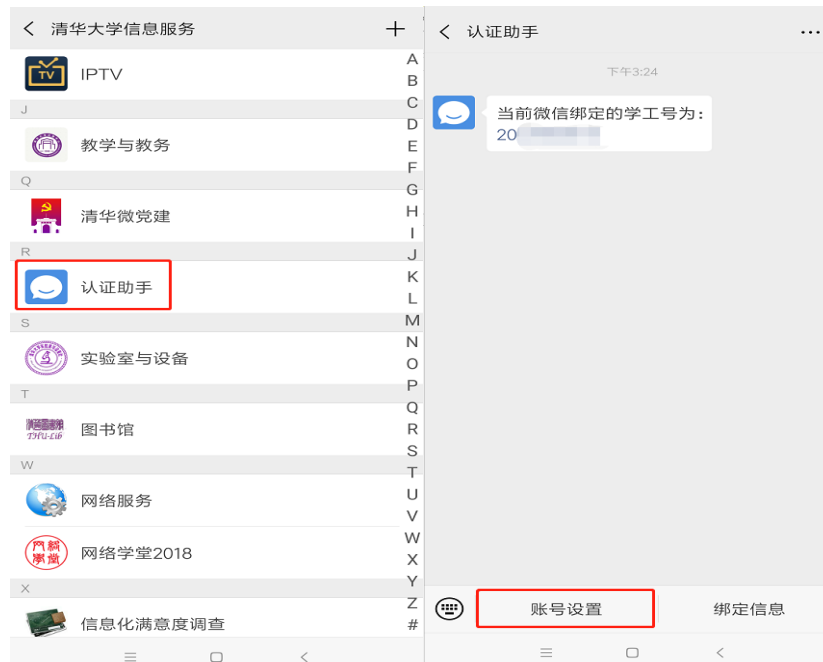 清华大学信息服务
IPTV
J
教学与教务
Q
清华微党建
R
认证助手
S
实验室与设备
T
THU-Lib
图书馆
W
网络服务
网络学堂2018
X
信息化满意度调查
A
B
C
D
E
F
G
H
I
J
K
L
M
N
O
P
Q
R
S
T
U
V
W
X
Y
Z
#
认证助手
下午3:24
当前微信绑定的学工号为:
20
账号设置
绑定信息